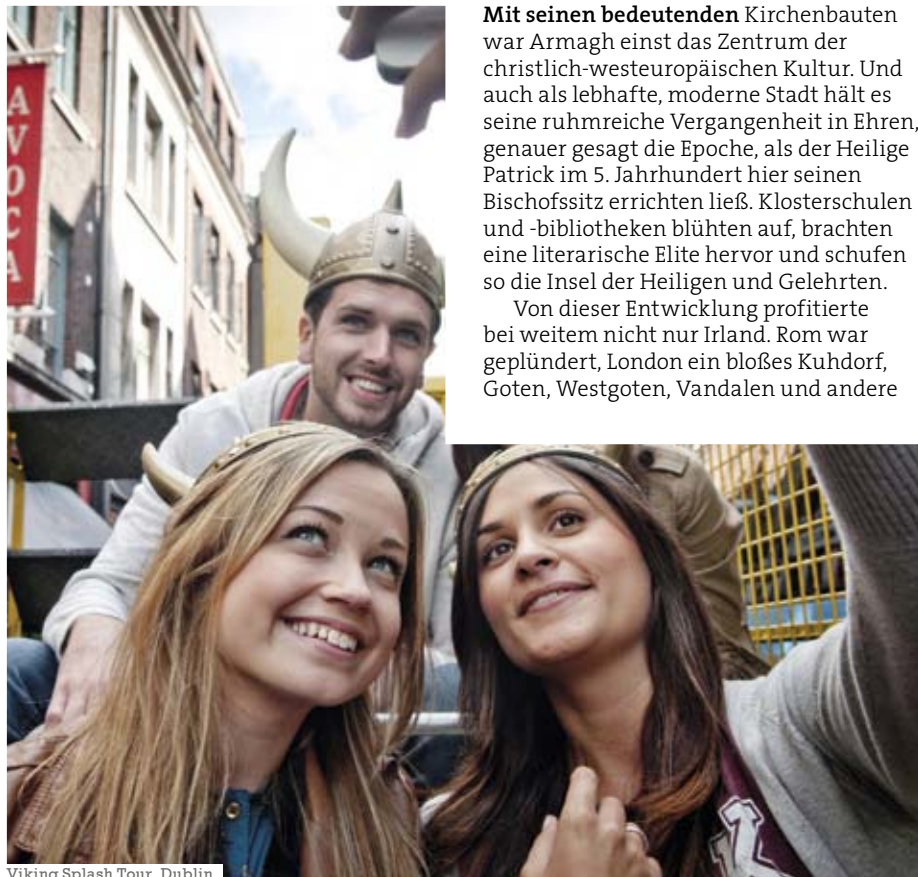 AVOCA
Mit seinen bedeutenden Kirchenbauten
war Armagh einst das Zentrum der
christlich-westeuropäischen Kultur. Und
auch als lebhafte, moderne Stadt hält es
seine ruhmreiche Vergangenheit in Ehren,
genauer gesagt die Epoche, als der Heilige
Patrick im 5. Jahrhundert hier seinen
Bischofssitz errichten ließ. Klosterschulen
und -bibliotheken blühten auf, brachten
eine literarische Elite hervor und schufen
so die Insel der Heiligen und Gelehrten.
Von dieser Entwicklung profitierte
bei weitem nicht nur Irland. Rom war
geplündert, London ein bloßes Kuhdorf,
Goten, Westgoten, Vandalen und andere
Viking Splash Tour, Dublin